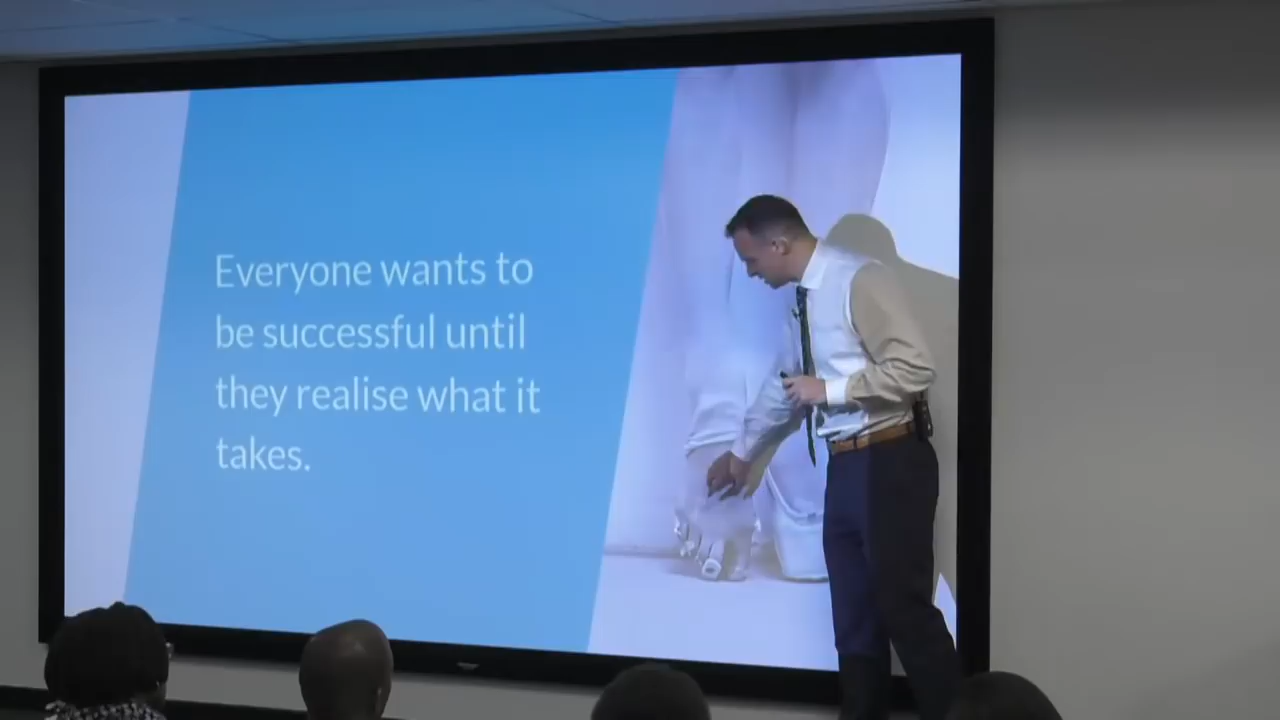 Everyone wants to
be successful until
they realise what it
takes.